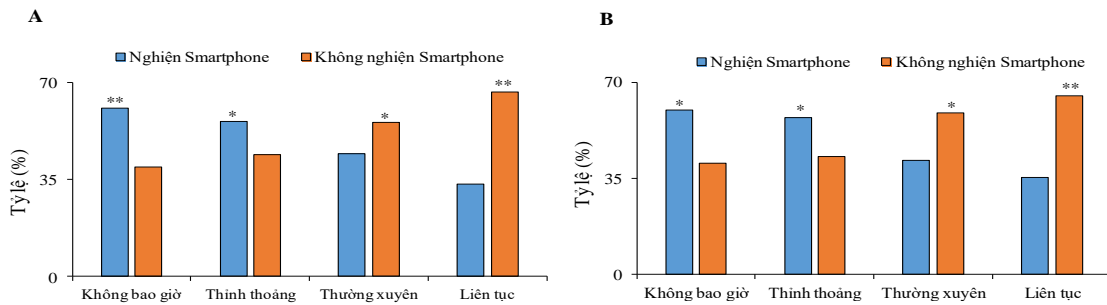 A
Nghiện Smartphone
Không nghiện Smartphone
Tỷ lệ (%)
70
35
0
**
*
*
**
Không bao giờ
Thỉnh thoảng
Thường xuyên
Liên tục
B
Nghiện Smartphone
Không nghiện Smartphone
Tỷ lệ (%)
70
35
0
*
*
*
**
Không bao giờ
Thỉnh thoảng
Thường xuyên
Liên tục